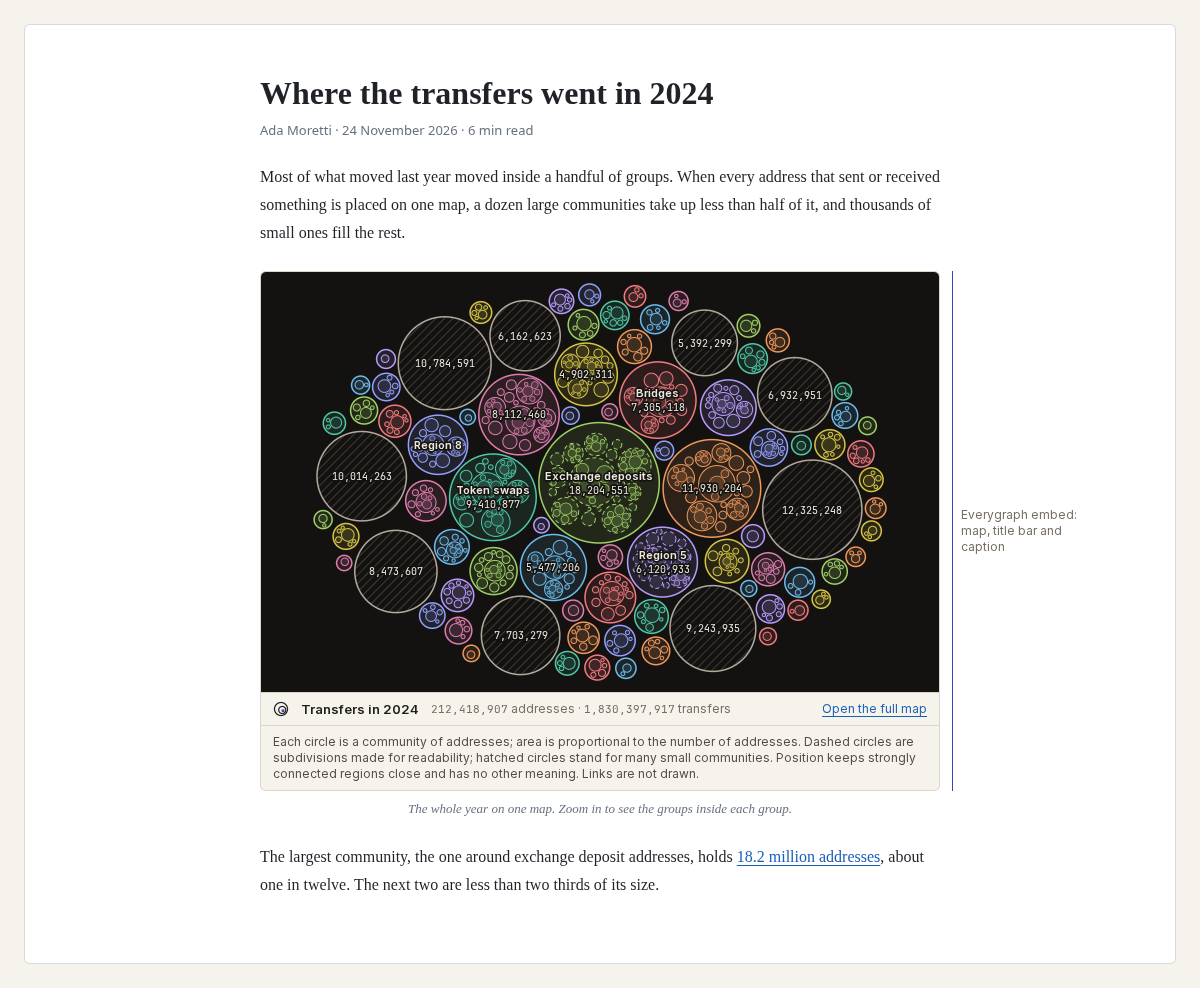 Where the transfers went in 2024
Ada Moretti · 24 November 2026 · 6 min read
Most of what moved last year moved inside a handful of groups. When every address that sent or received
something is placed on one map, a dozen large communities take up less than half of it, and thousands of
small ones fill the rest.
6,162,623
5,392,299
10,784,591
4,902,311
Bridges
7,305,118
6,932,951
8,112,460
Region 8
10,014,263
Exchange deposits
18,204,551
Token swaps
9,410,877
11,930,204
12,325,248
Region 5
6,120,933
5,477,206
8,473,607
7,703,279
9,243,935
Everygraph embed:
map, title bar and
caption
Transfers in 2024 212,418,907 addresses · 1,830,397,917 transfers Open the full map
Each circle is a community of addresses; area is proportional to the number of addresses. Dashed circles are
subdivisions made for readability; hatched circles stand for many small communities. Position keeps strongly
connected regions close and has no other meaning. Links are not drawn.
The whole year on one map. Zoom in to see the groups inside each group.
The largest community, the one around exchange deposit addresses, holds 18.2 million addresses, about
one in twelve. The next two are less than two thirds of its size.